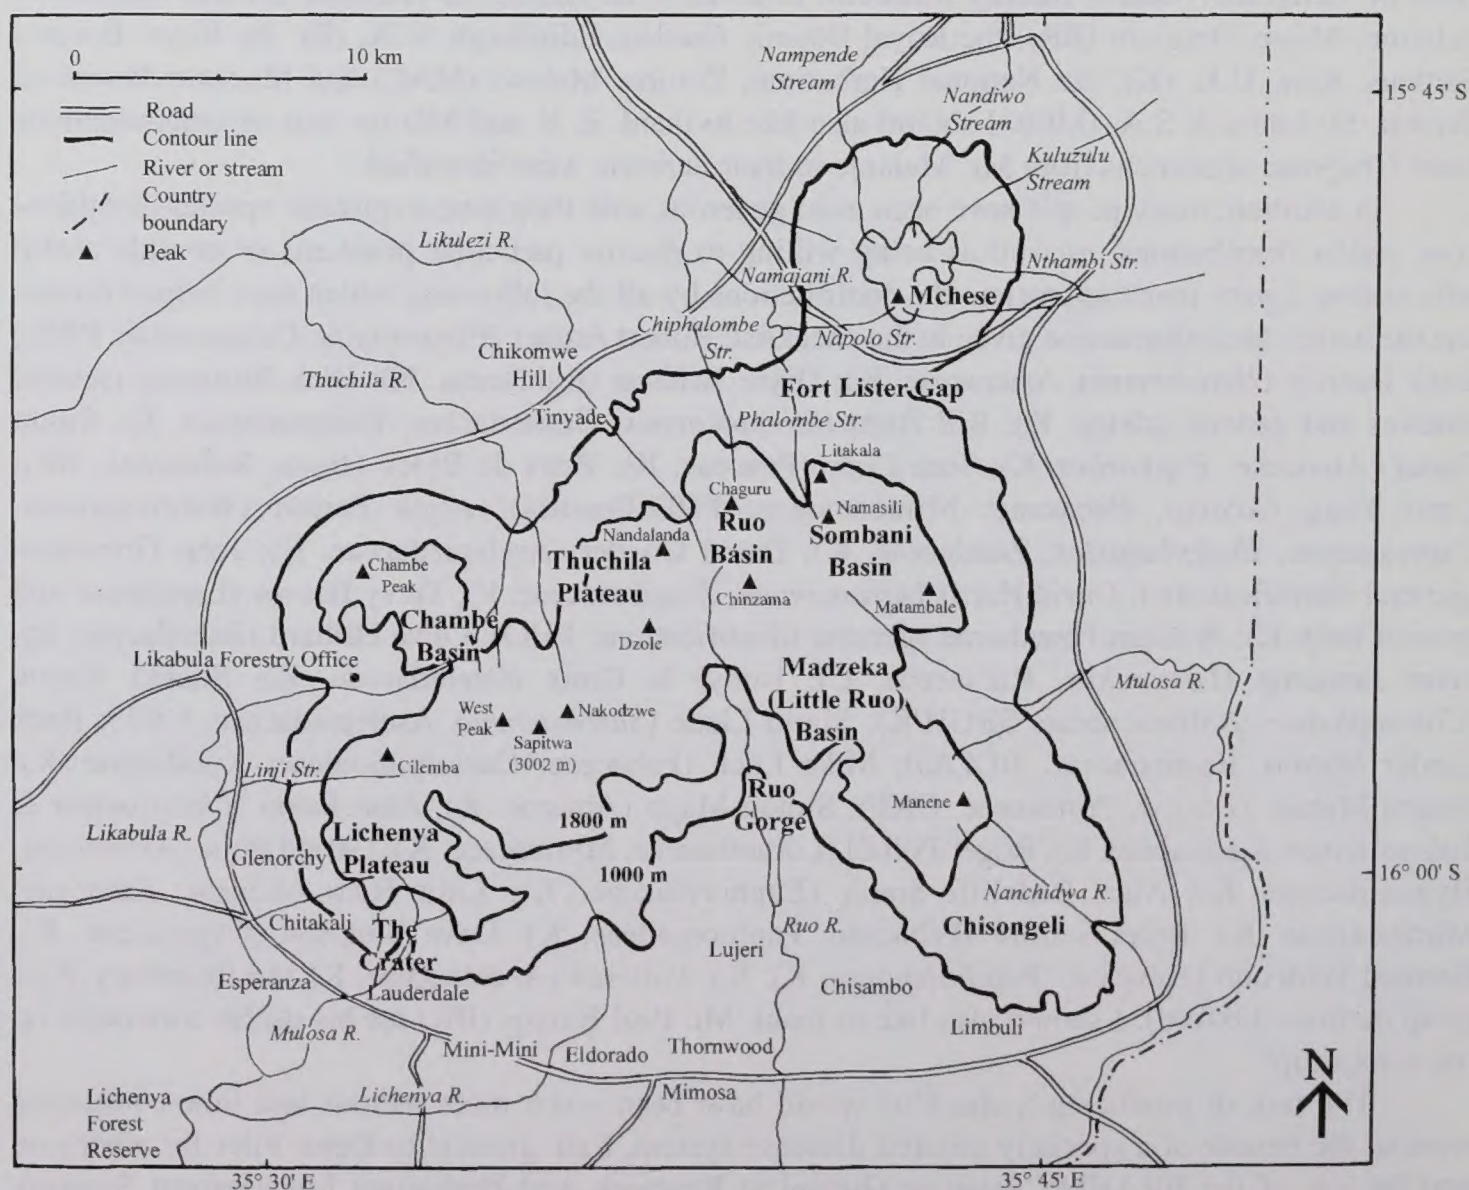 0 10 km
Road
Contour line
River or stream
Country
boundary
Peak
Nampende
Stream
Nandiwo
Stream
Kuluzulu
Stream
15° 45' S
Likulezi R.
Nthambi Str.
Namajani R.
Mchese
Chiphalombe
Str.
Napolo Str.
Chikomwe
Hill
Thuchila R.
Fort Lister Gap
Tinyade
Phalombe Str.
Litakala
Chaguru
Namasili
Ruo
Basin
Sombani
Basin
Nandalanda
Thuchila
Plateau
Chambe
Peak
Chinzama
Matambale
Chambe
Basin
Dzole
Likabula Forestry Office
Madzeka
(Little Ruo)
Basin
Mulosa R.
West
Peak
Nakodzwe
Sapitwa
(3002 m)
Cilemba
Linji Str.
Manene
Ruo
Gorge
1800 m
Likabula R.
Lichenya
Plateau
Glenorchy
1000 m
16° 00' S
Nanchidwa R.
Chitakali
The
Crater
Ruo R.
Chisongeli
Lujeri
Esperanza
Lauderdale
Chisambo
Limbuli
Mulosa R.
Mini-Mini
Eldorado
Thornwood
Mimosa
Lichenya R.
Lichenya
Forest
Reserve
N
35° 30' E
35° 45' E